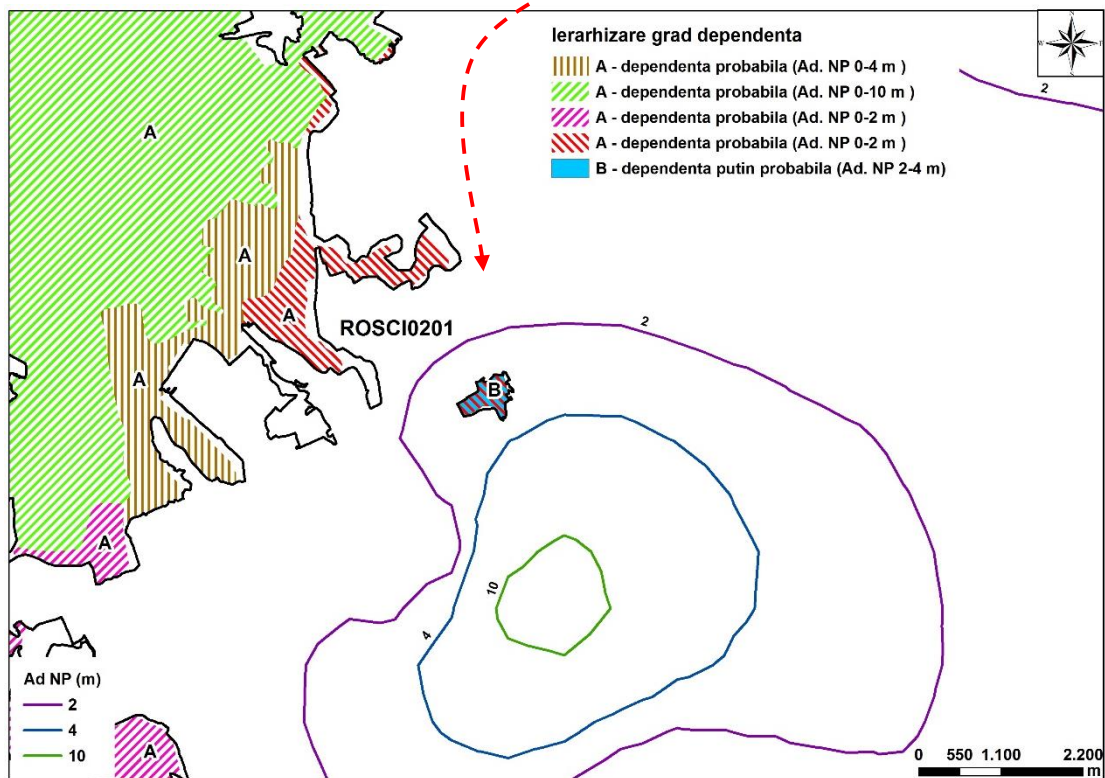 Ierarhizare grad dependenta
A - dependenta probabila (Ad. NP 0-4 m )
A - dependenta probabila (Ad. NP 0-10 m )
A - dependenta probabila (Ad. NP 0-2 m )
A - dependenta probabila (Ad. NP 0-2 m )
B - dependenta putin probabila (Ad. NP 2-4 m)
2
A
A
A
ROSCI0201
2
A
B
A
10
4
Ad NP (m)
2
4
10
A
0 550 1.100 2.200
m